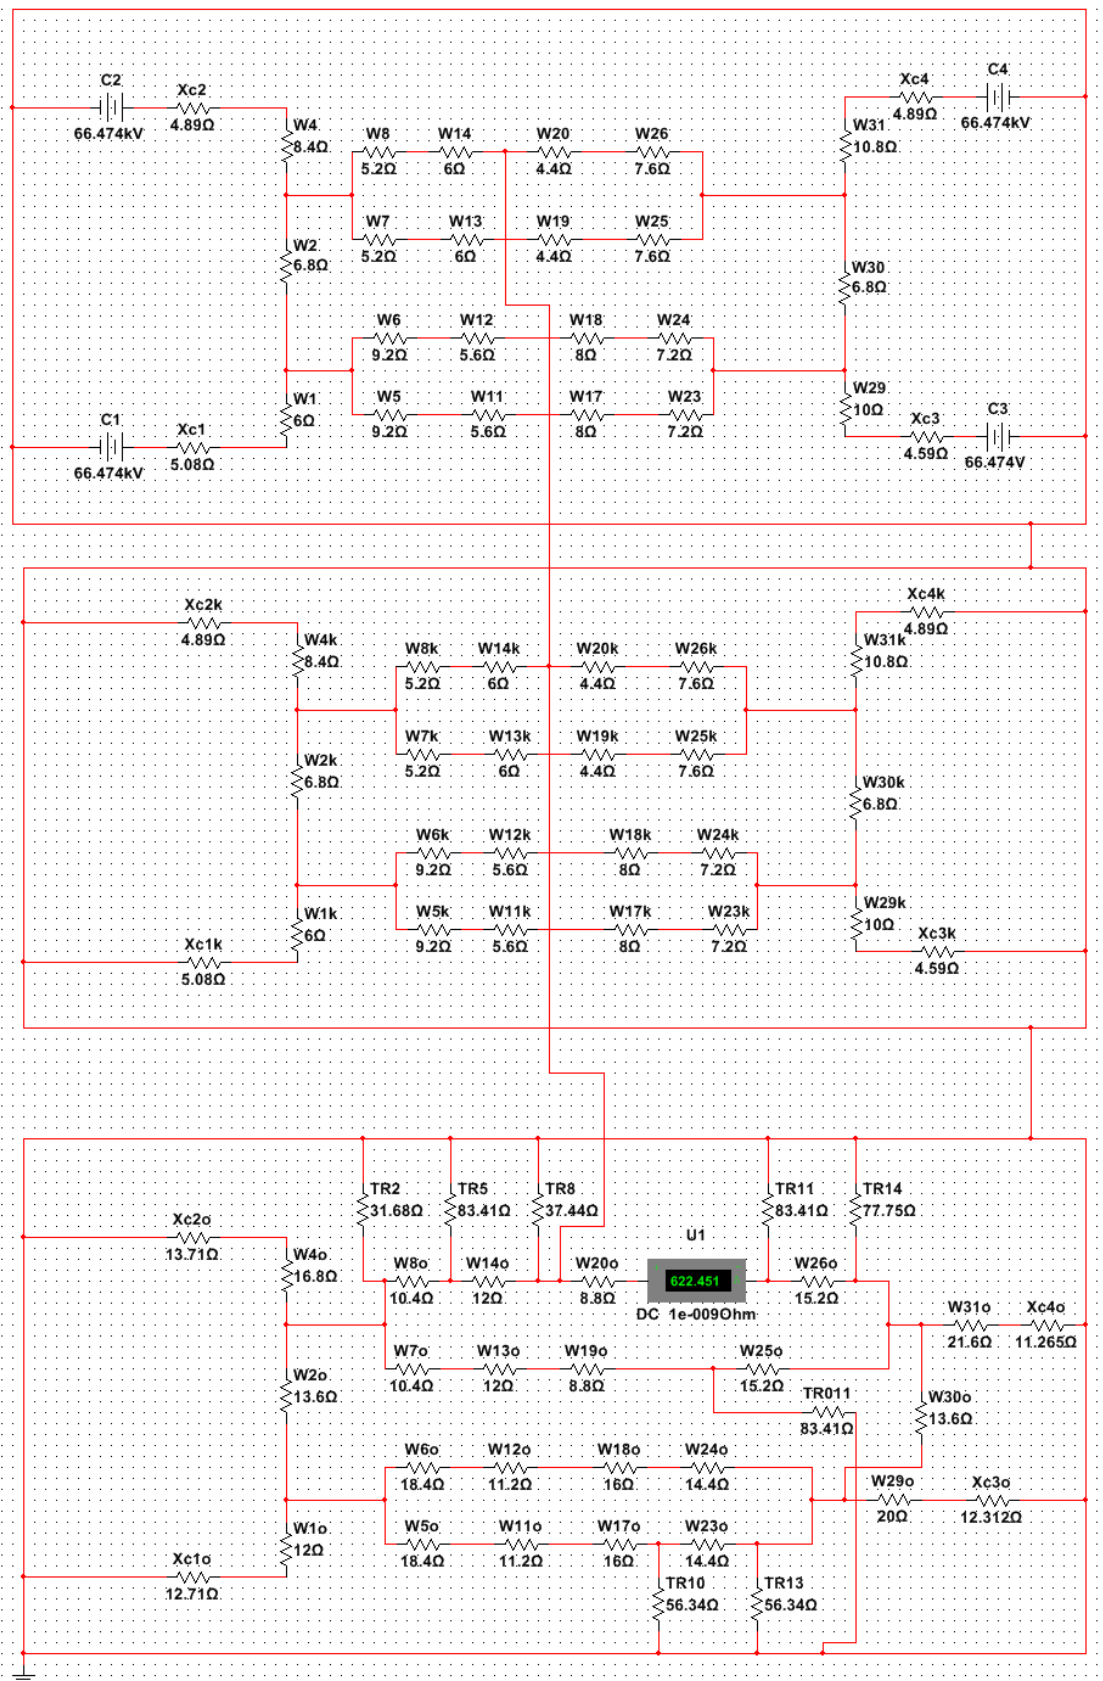 C2
66.474kV
Xc2
4.89Ω
W4
8.4Ω
W8
5.2Ω
W14
6Ω
W20
4.4Ω
W26
7.6Ω
W31
10.8Ω
Xc4
4.89Ω
C4
66.474kV
W7
5.2Ω
W13
6Ω
W19
4.4Ω
W25
7.6Ω
W2
6.8Ω
W30
6.8Ω
W6
9.2Ω
W12
5.6Ω
W18
8Ω
W24
7.2Ω
W5
9.2Ω
W11
5.6Ω
W17
8Ω
W23
7.2Ω
W1
6Ω
W29
10Ω
C1
66.474kV
Xc1
5.08Ω
Xc3
4.59Ω
C3
66.474V
Xc2k
4.89Ω
W4k
8.4Ω
W8k
5.2Ω
W14k
6Ω
W20k
4.4Ω
W26k
7.6Ω
W31k
10.8Ω
Xc4k
4.89Ω
W7k
5.2Ω
W13k
6Ω
W19k
4.4Ω
W25k
7.6Ω
W2k
6.8Ω
W30k
6.8Ω
W6k
9.2Ω
W12k
5.6Ω
W18k
8Ω
W24k
7.2Ω
W5k
9.2Ω
W11k
5.6Ω
W17k
8Ω
W23k
7.2Ω
W1k
6Ω
W29k
10Ω
Xc1k
5.08Ω
Xc3k
4.59Ω
TR2
31.68Ω
TR5
83.41Ω
TR8
37.44Ω
TR11
83.41Ω
TR14
77.75Ω
U1
622.451
DC 1e-009Ohm
Xc2o
13.71Ω
W4o
16.8Ω
W8o
10.4Ω
W14o
12Ω
W20o
8.8Ω
W26o
15.2Ω
W31o
21.6Ω
Xc4o
11.265Ω
W7o
10.4Ω
W13o
12Ω
W19o
8.8Ω
W25o
15.2Ω
TR011
83.41Ω
W2o
13.6Ω
W30o
13.6Ω
W6o
18.4Ω
W12o
11.2Ω
W18o
16Ω
W24o
14.4Ω
W29o
20Ω
Xc3o
12.312Ω
W5o
18.4Ω
W11o
11.2Ω
W17o
16Ω
W23o
14.4Ω
W1o
12Ω
Xc1o
12.71Ω
TR10
56.34Ω
TR13
56.34Ω